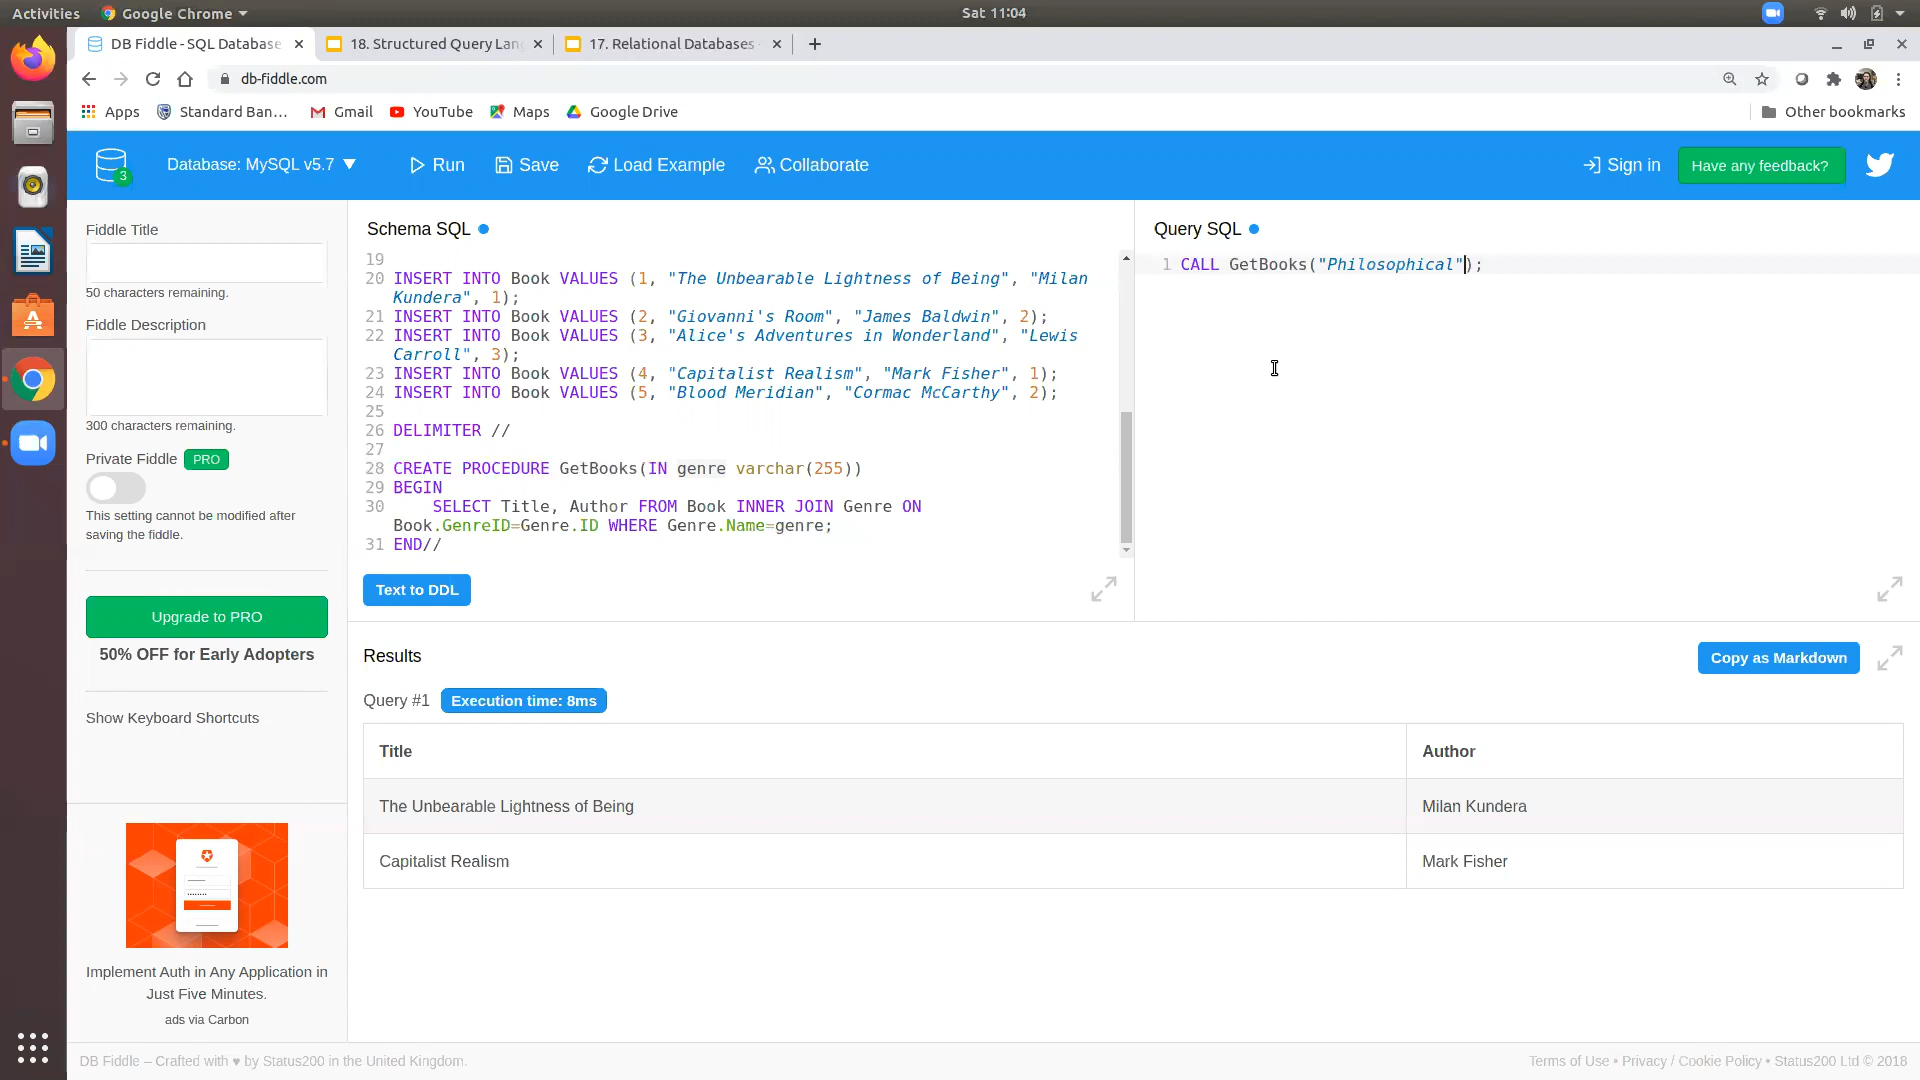 Activities
Google Chrome
Sat 11:04
DB Fiddle - SQL Database
18. Structured Query Lan
17. Relational Databases
db-fiddle.com
Apps
Standard Ban...
Gmail
YouTube
Maps
Google Drive
Other bookmarks
3
Database: MySQL v5.7
Run
Save
Load Example
Collaborate
Sign in
Have any feedback?
Fiddle Title
50 characters remaining.
Fiddle Description
300 characters remaining.
Private Fiddle PRO
This setting cannot be modified after
saving the fiddle.
Upgrade to PRO
50% OFF for Early Adopters
Show Keyboard Shortcuts
Implement Auth in Any Application in
Just Five Minutes.
ads via Carbon
Schema SQL
19
20 INSERT INTO Book VALUES (1, "The Unbearable Lightness of Being", "Milan
Kundera", 1);
21 INSERT INTO Book VALUES (2, "Giovanni's Room", "James Baldwin", 2);
22 INSERT INTO Book VALUES (3, "Alice's Adventures in Wonderland", "Lewis
Carroll", 3);
23 INSERT INTO Book VALUES (4, "Capitalist Realism", "Mark Fisher", 1);
24 INSERT INTO Book VALUES (5, "Blood Meridian", "Cormac McCarthy", 2);
25
26 DELIMITER //
27
28 CREATE PROCEDURE GetBooks(IN genre varchar(255))
29 BEGIN
30 SELECT Title, Author FROM Book INNER JOIN Genre ON
Book.GenreID=Genre.ID WHERE Genre.Name=genre;
31 END//
Text to DDL
Query SQL
1 CALL GetBooks("Philosophical");
Results
Copy as Markdown
Query #1 Execution time: 8ms
Title Author
The Unbearable Lightness of Being Milan Kundera
Capitalist Realism Mark Fisher
DB Fiddle – Crafted with ♥ by Status200 in the United Kingdom.
Terms of Use • Privacy / Cookie Policy • Status200 Ltd © 2018